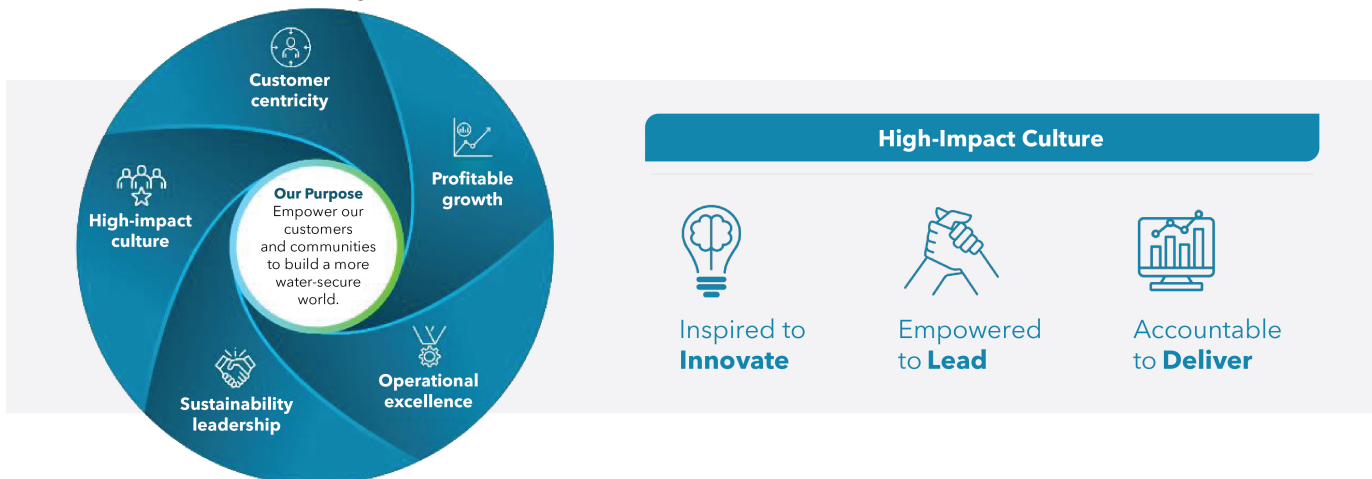 Customer
centricity
Profitable
growth
High-impact
culture
Our Purpose
Empower our
customers
and communities
to build a more
water-secure
world.
Operational
excellence
Sustainability
leadership
High-Impact Culture
Inspired to
Innovate
Empowered
to Lead
Accountable
to Deliver